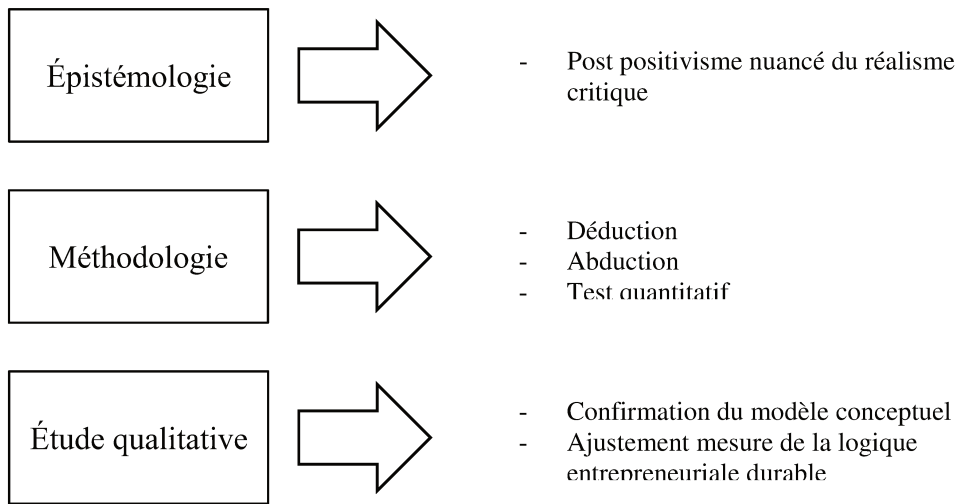 Épistémologie
- Post positivisme nuancé du réalisme
critique
Méthodologie
- Déduction
- Abduction
- Test quantitatif
Étude qualitative
- Confirmation du modèle conceptuel
- Ajustement mesure de la logique
entrepreneuriale durable